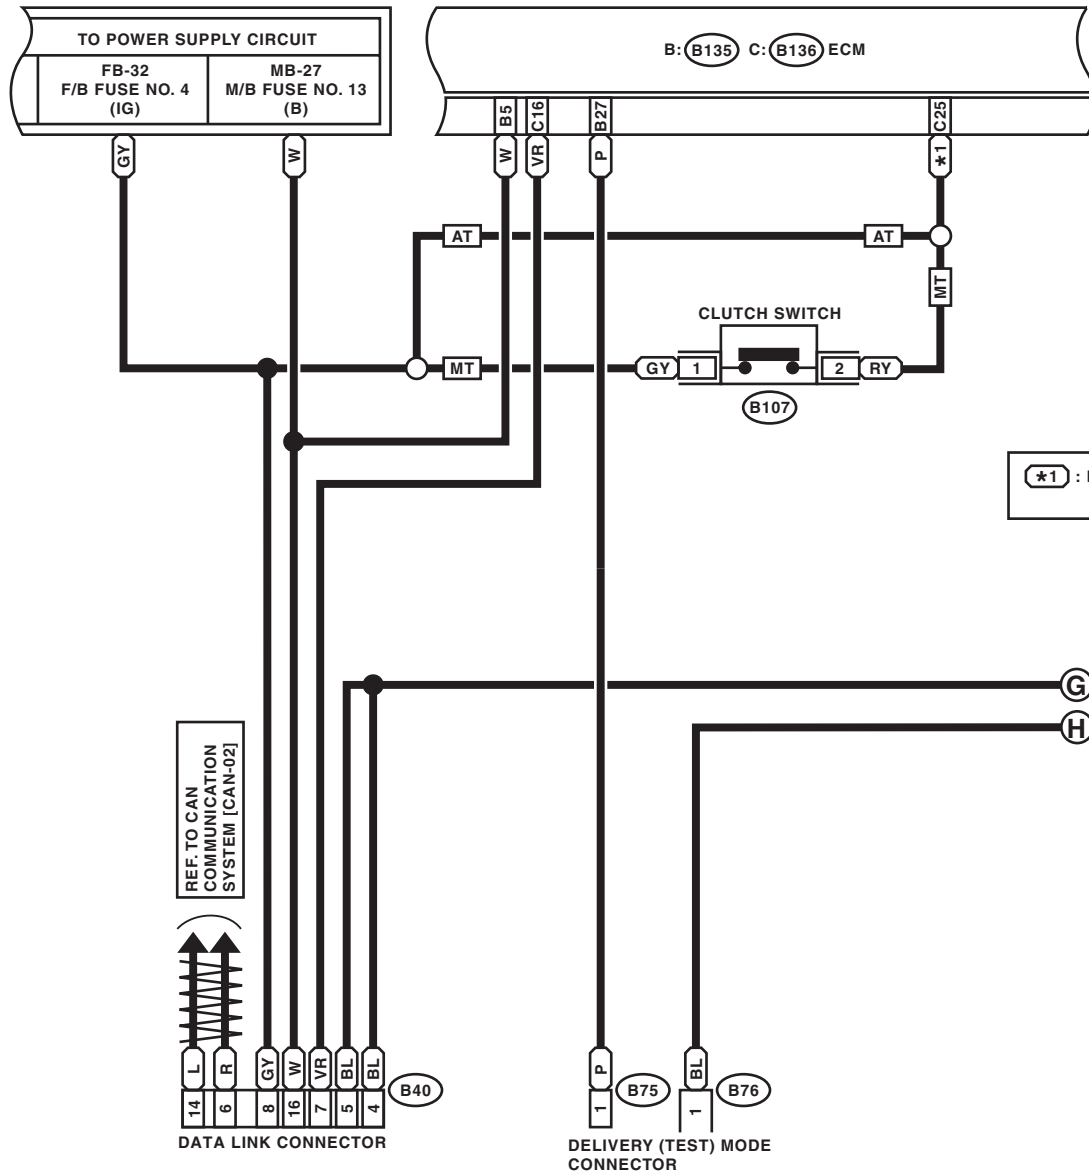 TO POWER SUPPLY CIRCUIT
FB-32
F/B FUSE NO. 4
(IG)
MB-27
M/B FUSE NO. 13
(B)
B: B135 C: B136 ECM
B5
C16
B27
C25
GY
W
W
VR
P
*1
AT
AT
MT
CLUTCH SWITCH
MT
GY
1
2
RY
B107
*1 :
G
H
REF. TO CAN
COMMUNICATION
SYSTEM [CAN-02]
L
R
GY
W
VR
BL
BL
B40
14
6
8
16
7
5
4
DATA LINK CONNECTOR
P
B75
1
BL
B76
1
DELIVERY (TEST) MODE
CONNECTOR